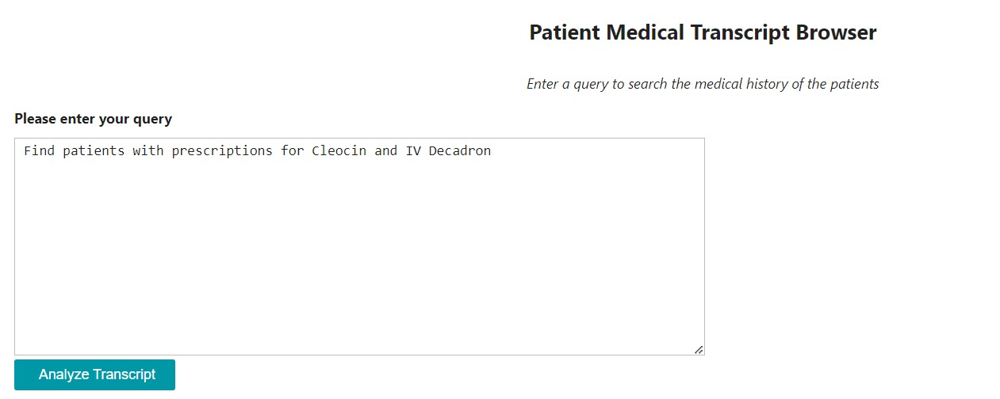 Patient Medical Transcript Browser
Enter a query to search the medical history of the patients
Please enter your query
Find patients with prescriptions for Cleocin and IV Decadron
Analyze Transcript